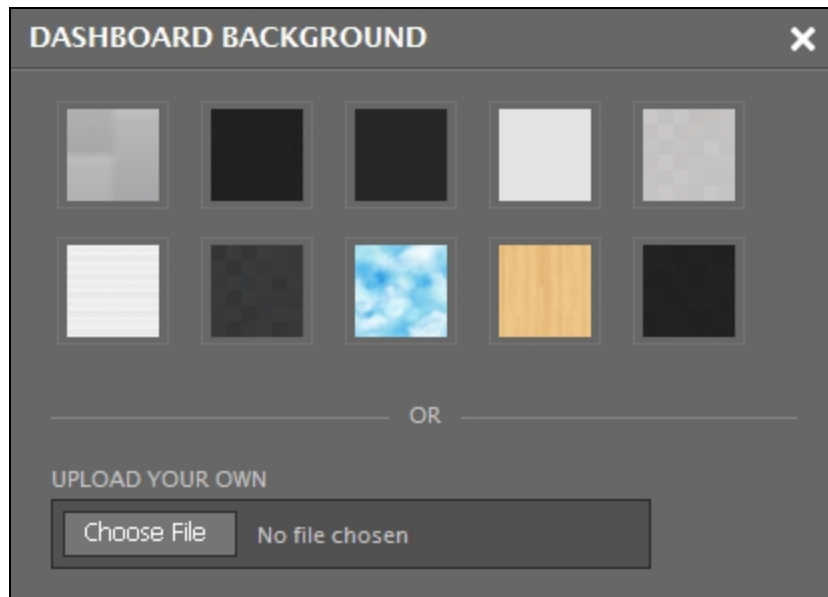 DASHBOARD BACKGROUND
OR
UPLOAD YOUR OWN
Choose File No file chosen